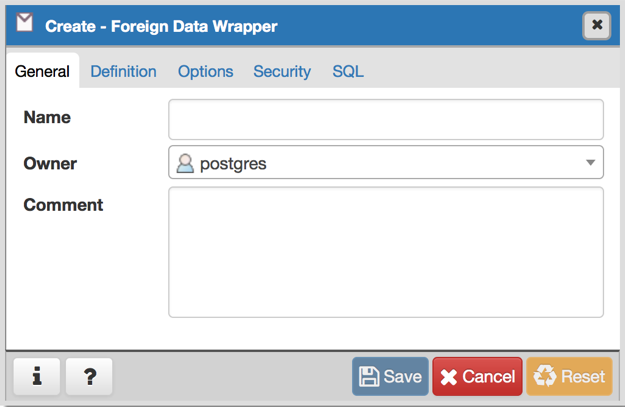 Create - Foreign Data Wrapper
General Definition Options Security SQL
Name
Owner postgres
Comment
i ? Save Cancel Reset